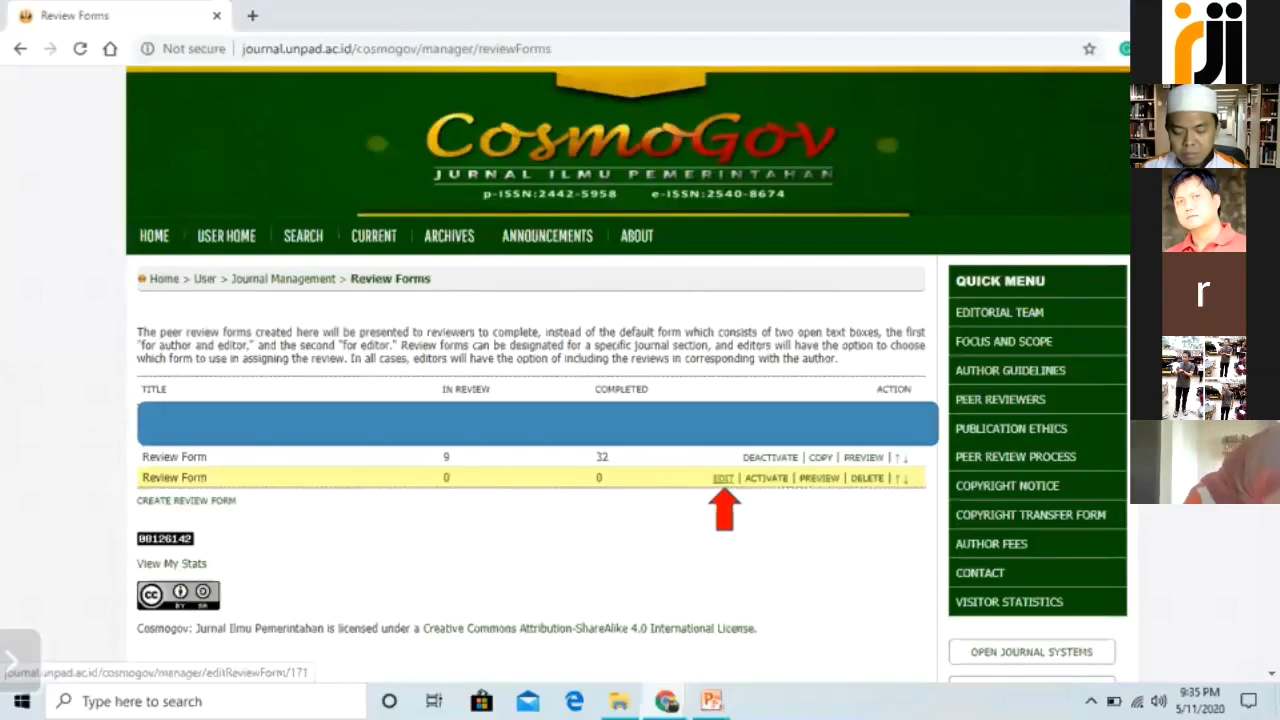 Review Forms
Not secure
journal.unpad.ac.id/cosmogov/manager/reviewForms
CosmoGov
JURNAL ILMU PEMERINTAHAN
p-ISSN:2442-5958 e-ISSN:2540-8674
HOME USER HOME SEARCH CURRENT ARCHIVES ANNOUNCEMENTS ABOUT
Home > User > Journal Management > Review Forms
The peer review forms created here will be presented to reviewers to complete, instead of the default form which consists of two open text boxes, the first
"for author and editor," and the second "for editor." Review forms can be designated for a specific journal section, and editors will have the option to choose
which form to use in assigning the review. In all cases, editors will have the option of including the reviews in corresponding with the author.
TITLE IN REVIEW COMPLETED ACTION
Review Form 9 32 DEACTIVATE | COPY | PREVIEW | ↑ ↓
Review Form 0 0 EDIT | ACTIVATE | PREVIEW | DELETE | ↑ ↓
CREATE REVIEW FORM
00126142
View My Stats
CC BY SA
Cosmogov: Jurnal Ilmu Pemerintahan is licensed under a Creative Commons Attribution-ShareAlike 4.0 International License.
QUICK MENU
EDITORIAL TEAM
FOCUS AND SCOPE
AUTHOR GUIDELINES
PEER REVIEWERS
PUBLICATION ETHICS
PEER REVIEW PROCESS
COPYRIGHT NOTICE
COPYRIGHT TRANSFER FORM
AUTHOR FEES
CONTACT
VISITOR STATISTICS
OPEN JOURNAL SYSTEMS
rji
r
journal.unpad.ac.id/cosmogov/manager/editReviewForm/171
Type here to search
9:35 PM
5/11/2020